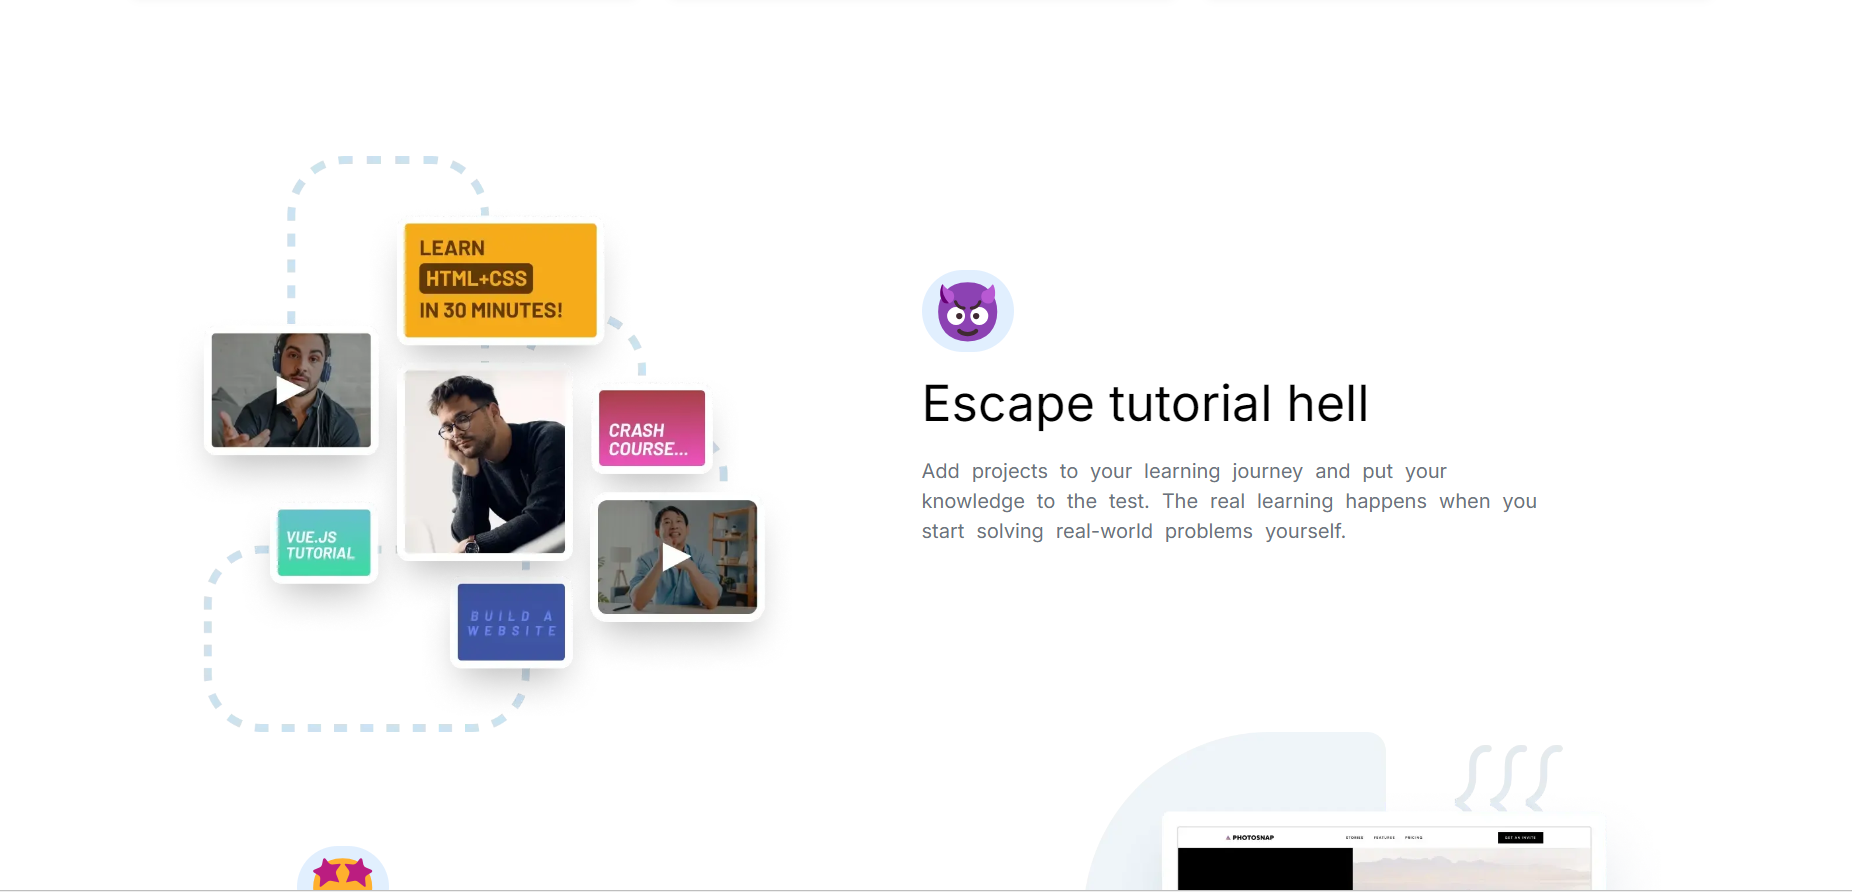 LEARN
HTML+CSS
IN 30 MINUTES!
CRASH
COURSE...
VUE.JS
TUTORIAL
BUILD A
WEBSITE
Escape tutorial hell
Add projects to your learning journey and put your
knowledge to the test. The real learning happens when you
start solving real-world problems yourself.
PHOTOSNAP
STORIES FEATURES PRICING
GET AN INVITE